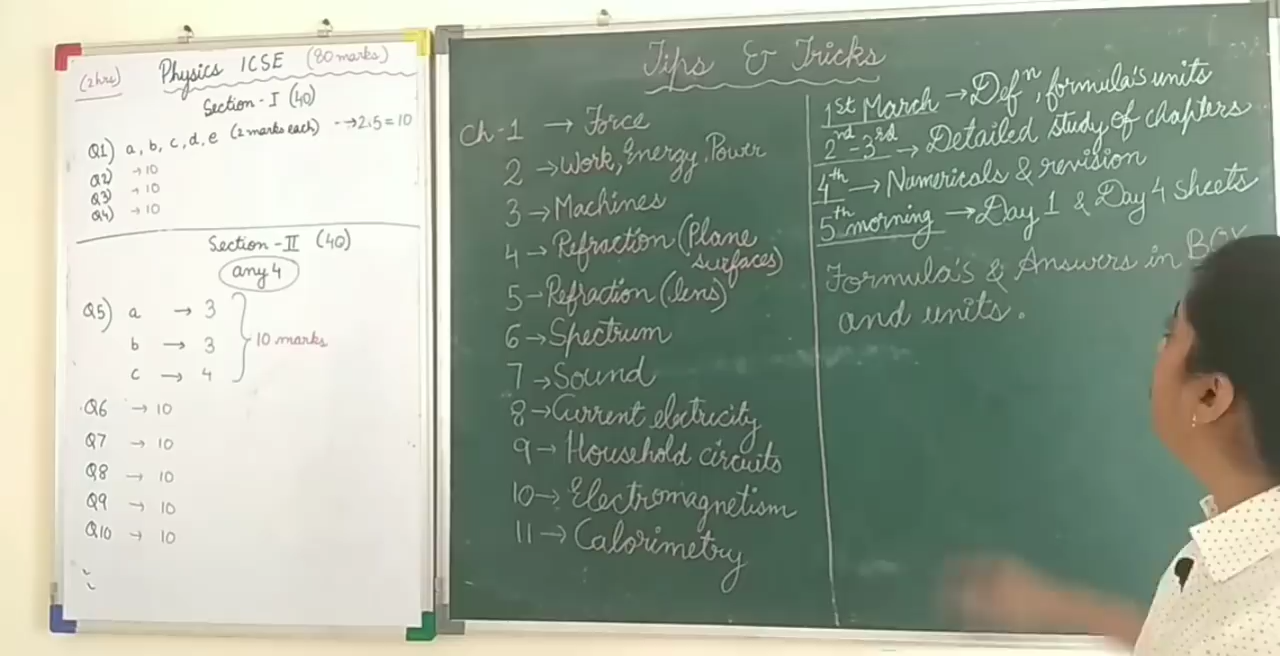 (2hrs) Physics ICSE (80 marks)
Section - I (40)
Q1) a, b, c, d, e (2 marks each) → 2.5 = 10
Q2) → 10
Q3) → 10
Q4) → 10
Section - II (40)
any 4
Q5) a → 3
b → 3
c → 4
10 marks
Q6 → 10
Q7 → 10
Q8 → 10
Q9 → 10
Q10 → 10
Tips & Tricks
Ch-1 → Force
2 → Work, Energy, Power
3 → Machines
4 → Refraction (Plane
surfaces)
5 - Refraction (lens)
6 → Spectrum
7 → Sound
8 → Current electricity
9 → Household circuits
10 → Electromagnetism
11 → Calorimetry
1st March → Defⁿ, formula's units
2nd - 3rd → Detailed study of chapters
4th → Numericals & revision
5th morning → Day 1 & Day 4 sheets
Formula's & Answers in BOX
and units.